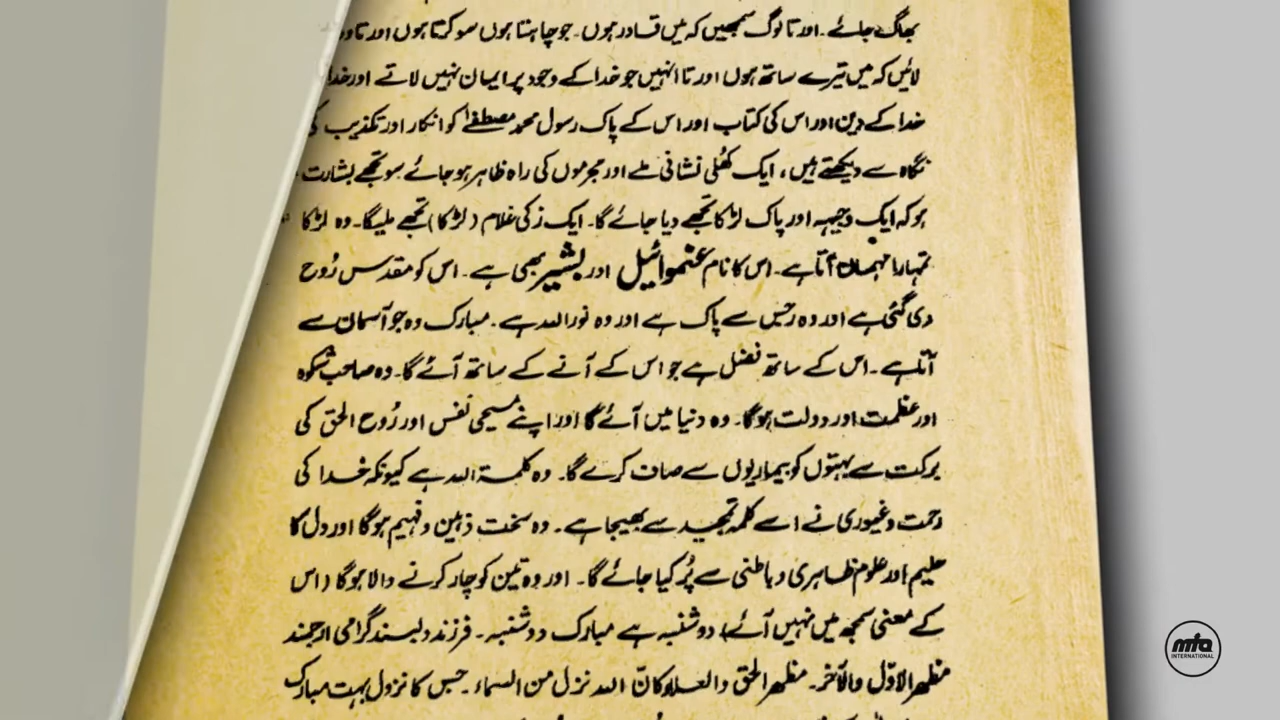 بھاگ جائے۔ اور تا لوگ سمجھیں کہ میں قادر ہوں۔ جو چاہتا ہوں سو کرتا ہوں اور تا وہ
لائیں کہ میں تیرے ساتھ ہوں اور تا انہیں جو خدا کے وجود پر ایمان نہیں لاتے اور خدا
خدا کے دین اور اس کی کتاب اور اس کے پاک رسول محمد مصطفےٰ کو انکار اور تکذیب کی
نگاہ سے دیکھتے ہیں، ایک کھلی نشانی ملے اور مجرموں کی راہ ظاہر ہو جائے سو تجھے بشارت
ہو کہ ایک وجیہہ اور پاک لڑکا تجھے دیا جائے گا۔ ایک زکی غلام (لڑکا) تجھے ملیگا۔ وہ لڑکا
تمہارا مہمان آتا ہے۔ اس کا نام عنموائیل اور بشیر بھی ہے۔ اس کو مقدس رُوح
دی گئی ہے اور وہ رجس سے پاک ہے اور وہ نور اللہ ہے۔ مبارک وہ جو آسمان سے
آتا ہے۔ اس کے ساتھ فضل ہے جو اس کے آنے کے ساتھ آئے گا۔ وہ صاحب شکوہ
اور عظمت اور دولت ہوگا۔ وہ دنیا میں آئے گا اور اپنے مسیحی نفس اور رُوح الحق کی
برکت سے بہتوں کو بیماریوں سے صاف کرے گا۔ وہ کلمۃ اللہ ہے کیونکہ خدا کی
رحمت و غیوری نے اسے کلمہ تمجید سے بھیجا ہے۔ وہ سخت ذہین و فہیم ہوگا اور دل کا
حلیم اور علوم ظاہری و باطنی سے پُر کیا جائے گا۔ اور وہ تین کو چار کرنے والا ہوگا (اس
کے معنی سمجھ میں نہیں آئے) دوشنبہ ہے مبارک دوشنبہ۔ فرزند دلبند گرامی ارجمند
مظہر الاوّل والآخر۔ مظہر الحق والعلاء کانّ اللہ نزل من السماء۔ جس کا نزول بہت مبارک
mta
INTERNATIONAL